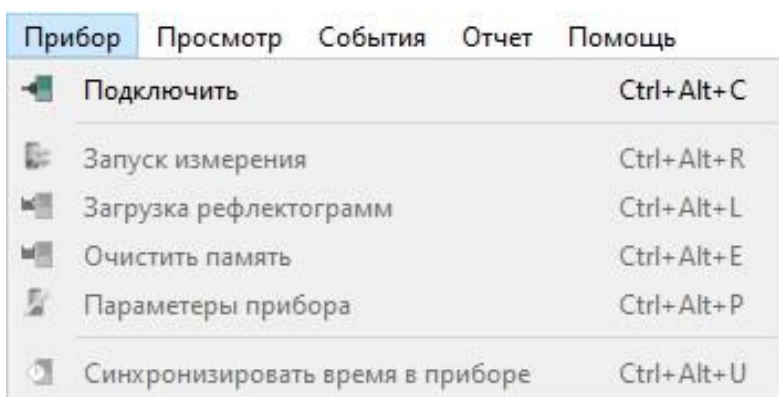 Прибор Просмотр События Отчет Помощь
Подключить Ctrl+Alt+C
Запуск измерения Ctrl+Alt+R
Загрузка рефлектограмм Ctrl+Alt+L
Очистить память Ctrl+Alt+E
Параметры прибора Ctrl+Alt+P
Синхронизировать время в приборе Ctrl+Alt+U